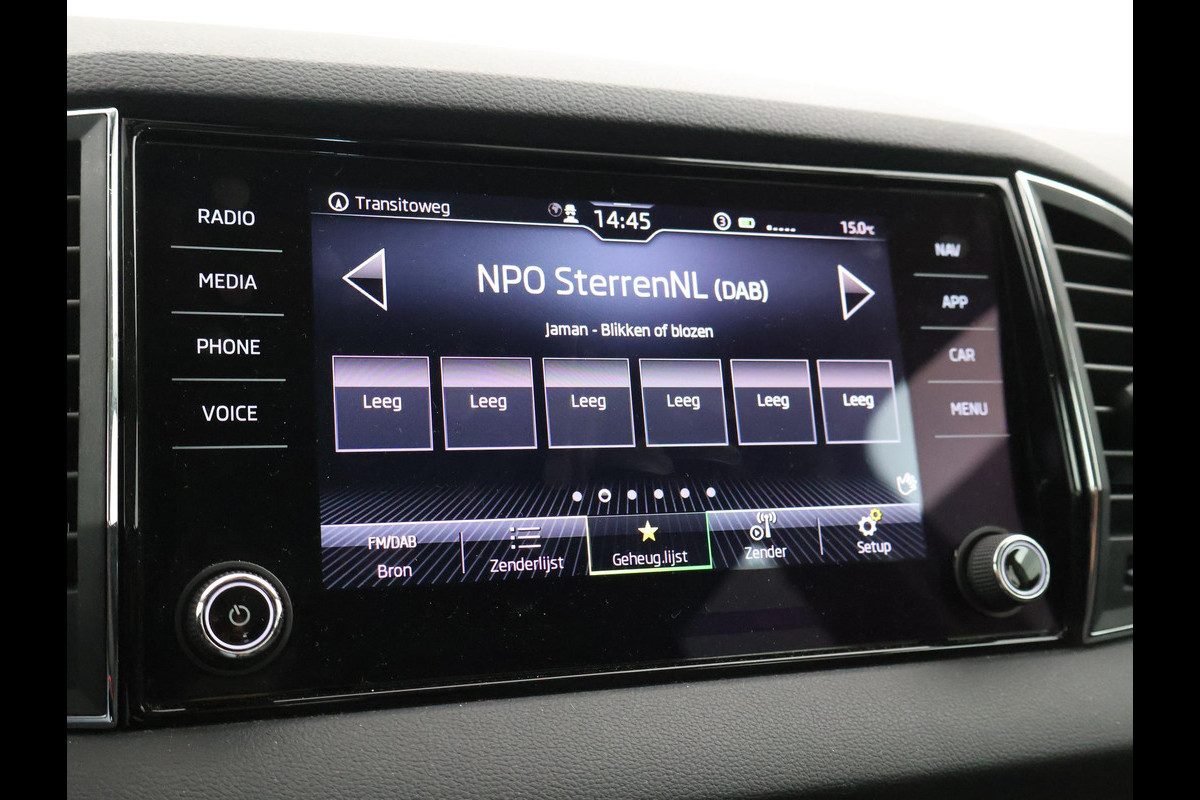 RADIO
MEDIA
PHONE
VOICE
Transitoweg
14:45
3
15.0°C
NPO SterrenNL (DAB)
Jaman - Blikken of blozen
Leeg Leeg Leeg Leeg Leeg Leeg
FM/DAB
Bron Zenderlijst Geheug.lijst Zender Setup
NAV
APP
CAR
MENU